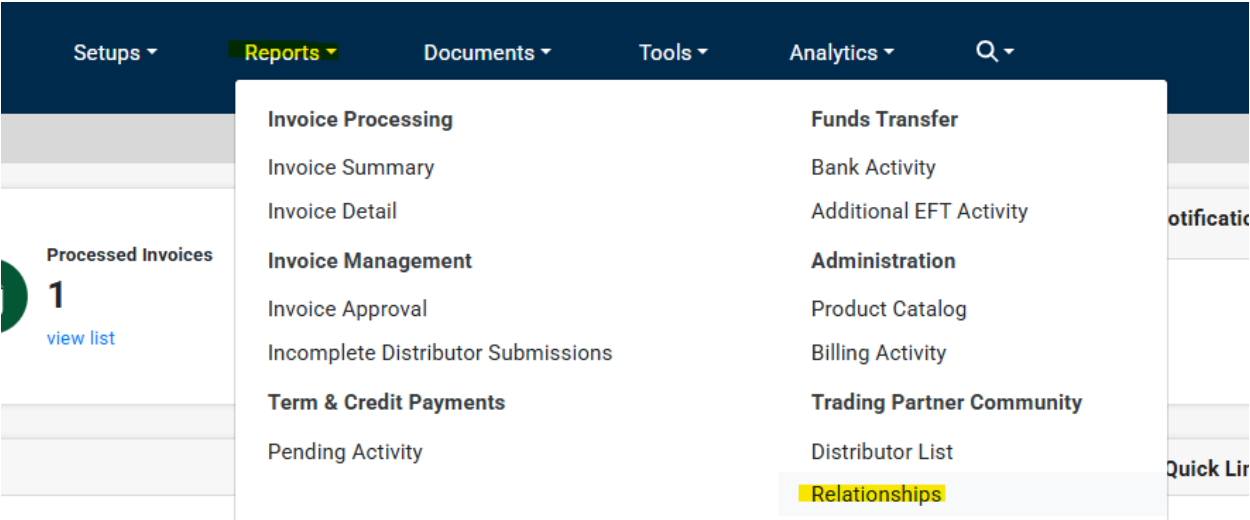 Setups Reports Documents Tools Analytics
Invoice Processing
Invoice Summary
Invoice Detail
Invoice Management
Invoice Approval
Incomplete Distributor Submissions
Term & Credit Payments
Pending Activity
Funds Transfer
Bank Activity
Additional EFT Activity
Administration
Product Catalog
Billing Activity
Trading Partner Community
Distributor List
Relationships
Processed Invoices
1
view list
Quick